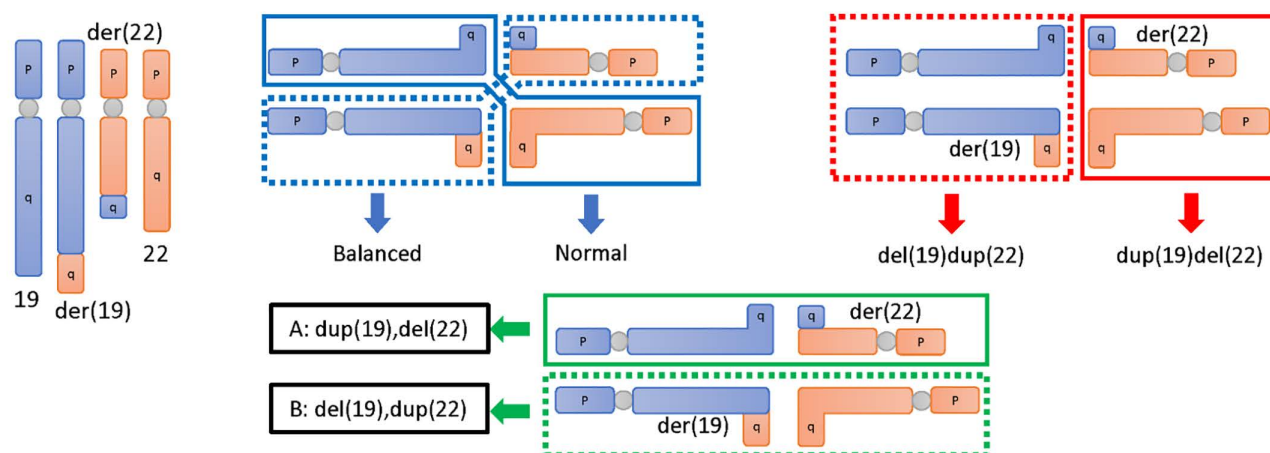 der(22)
P P P P
q q q q
19 der(19) 22
q q
P P
P P
q q
Balanced Normal
q q der(22)
P P
P P
der(19) q q
del(19)dup(22) dup(19)del(22)
A: dup(19),del(22)
q q der(22)
P P
B: del(19),dup(22)
P P
der(19) q q